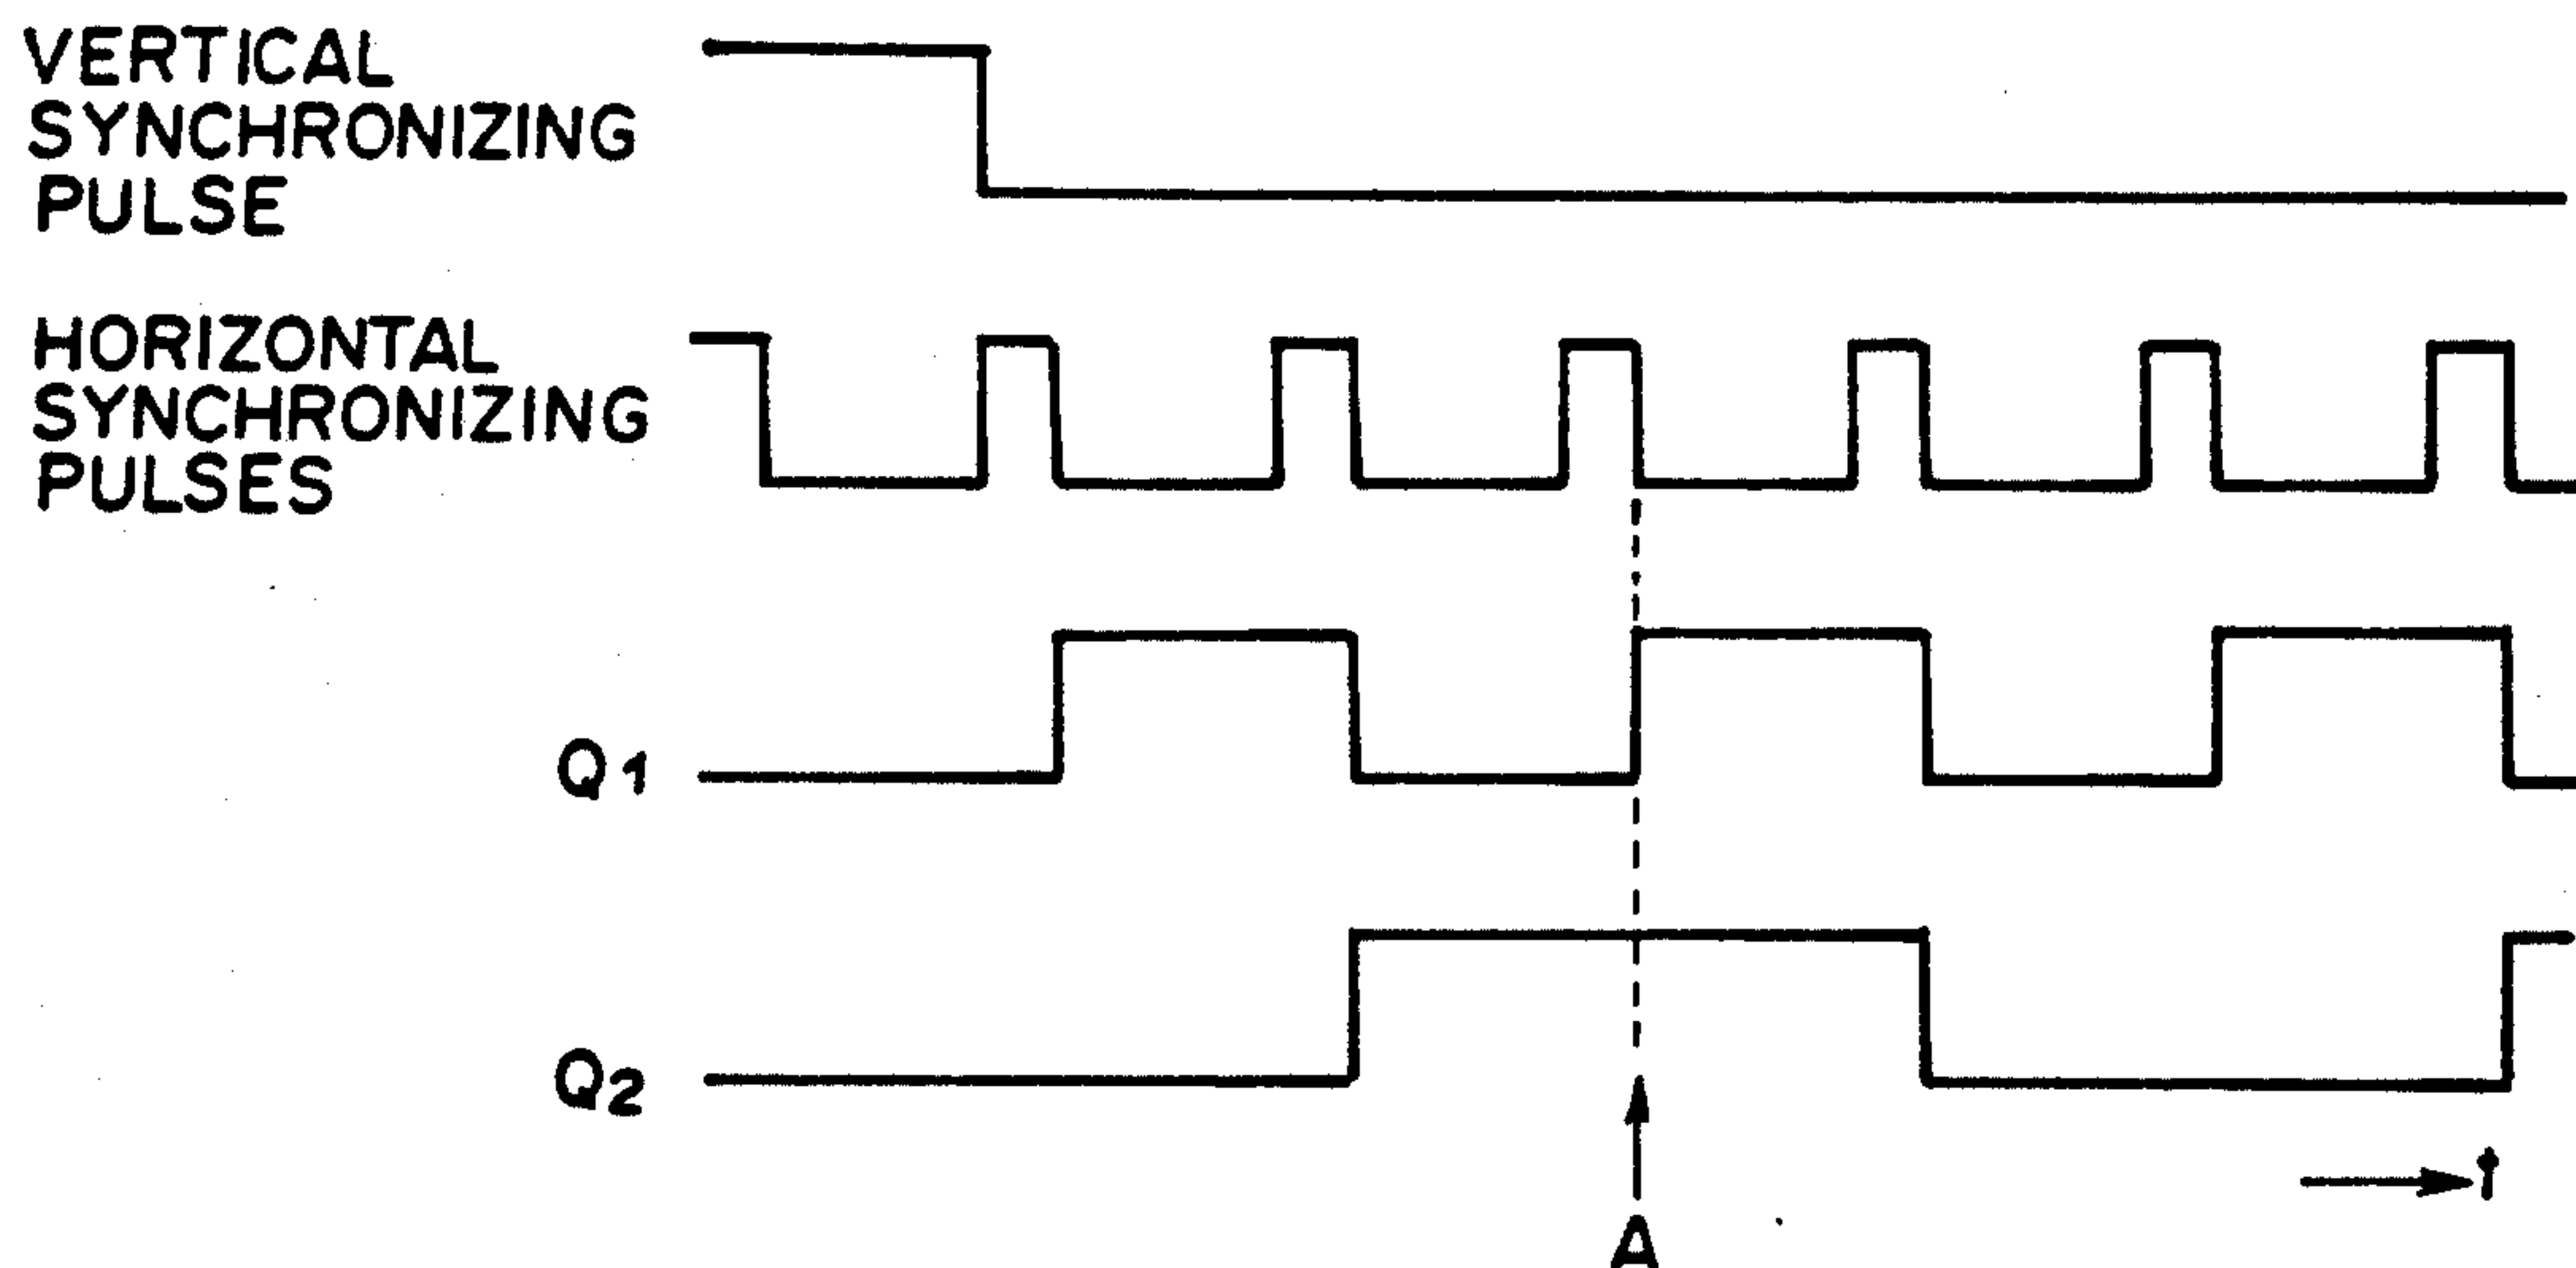 VERTICAL
SYNCHRONIZING
PULSE
HORIZONTAL
SYNCHRONIZING
PULSES
Q1
Q2
t
A